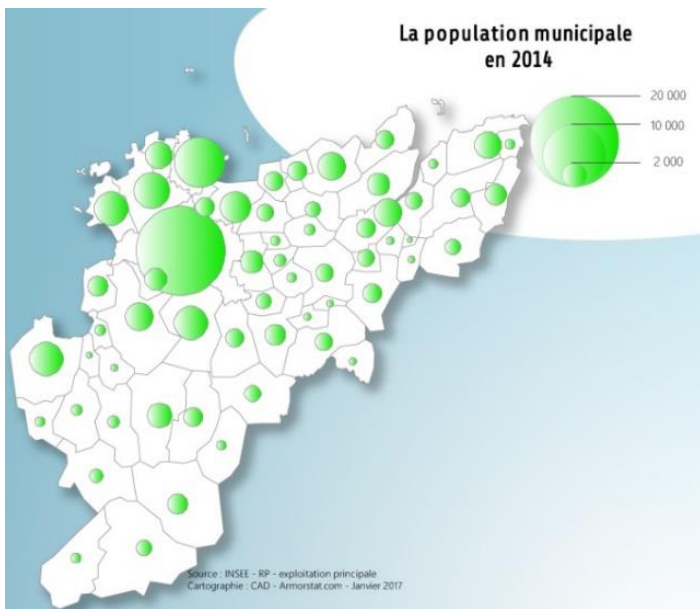 La population municipale
en 2014
20 000
10 000
2 000
Source : INSEE - RP - exploitation principale
Cartographie : CAD - Armorstat.com - Janvier 2017